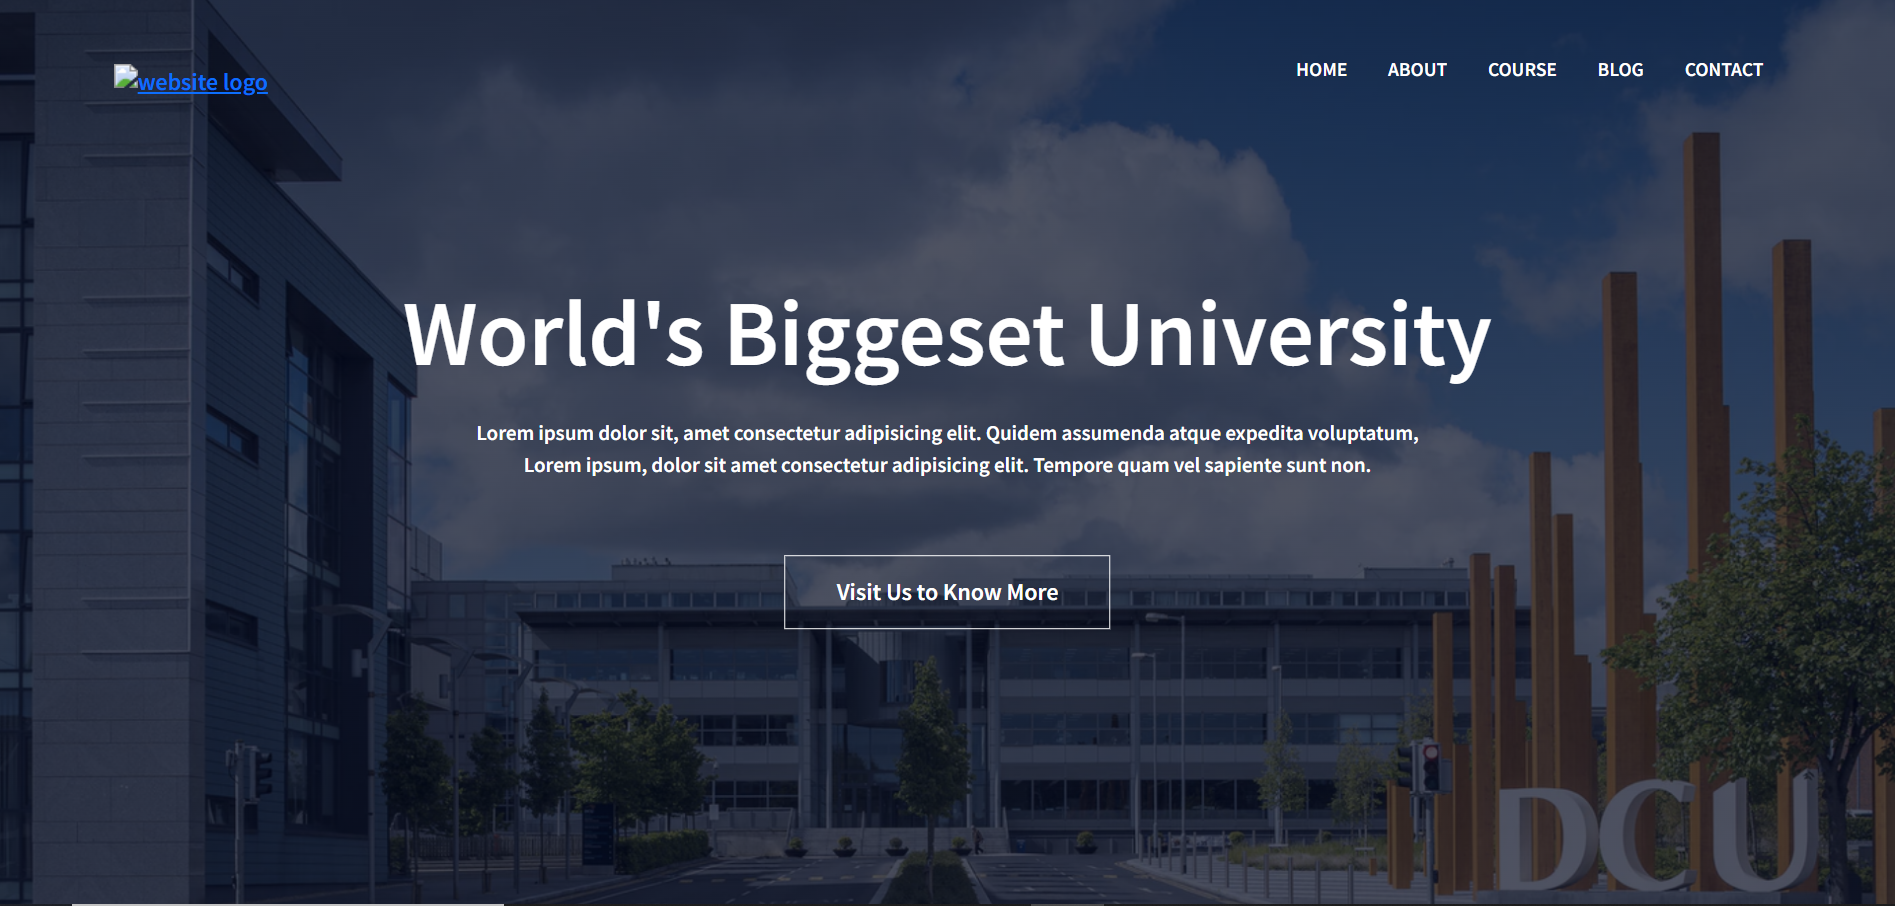 website logo
HOME ABOUT COURSE BLOG CONTACT
World's Biggeset University
Lorem ipsum dolor sit, amet consectetur adipisicing elit. Quidem assumenda atque expedita voluptatum,
Lorem ipsum, dolor sit amet consectetur adipisicing elit. Tempore quam vel sapiente sunt non.
Visit Us to Know More
DCU